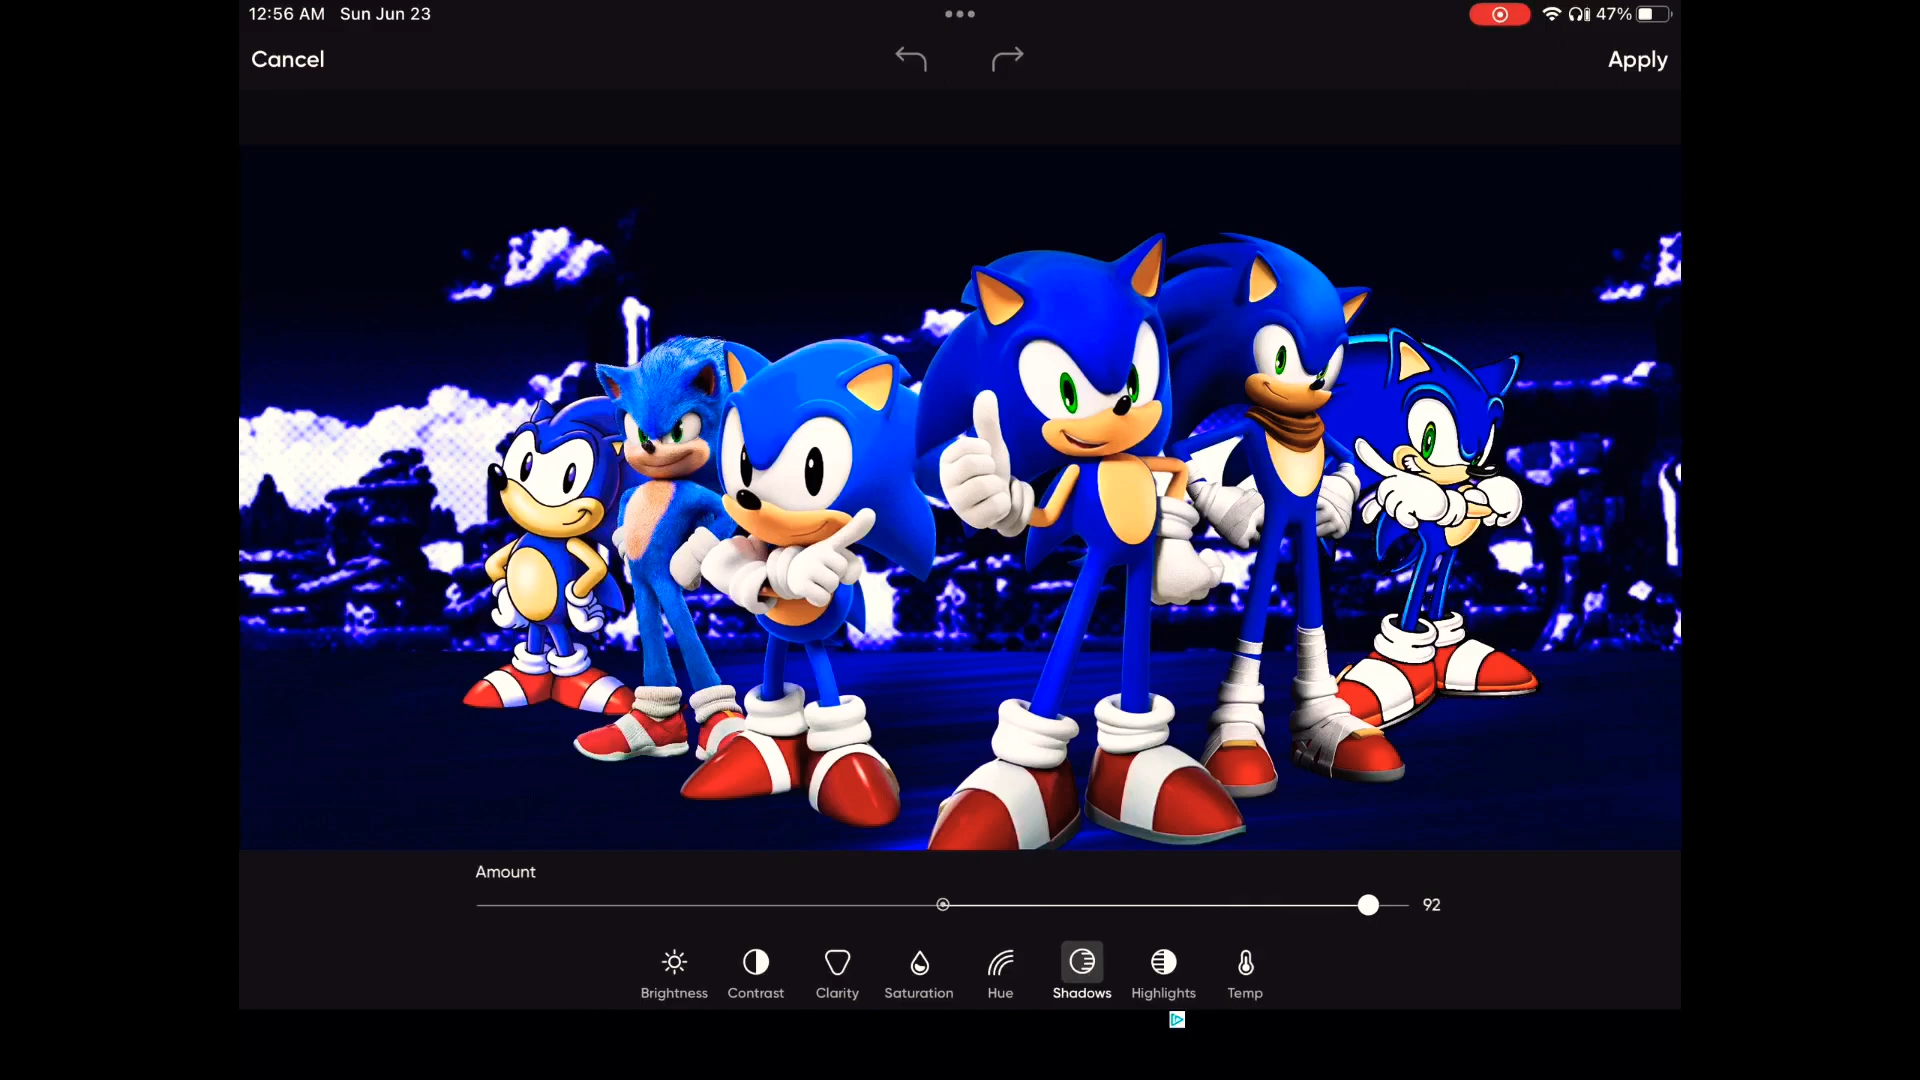 12:56 AM Sun Jun 23
47%
Cancel
Apply
Amount
92
Brightness
Contrast
Clarity
Saturation
Hue
Shadows
Highlights
Temp